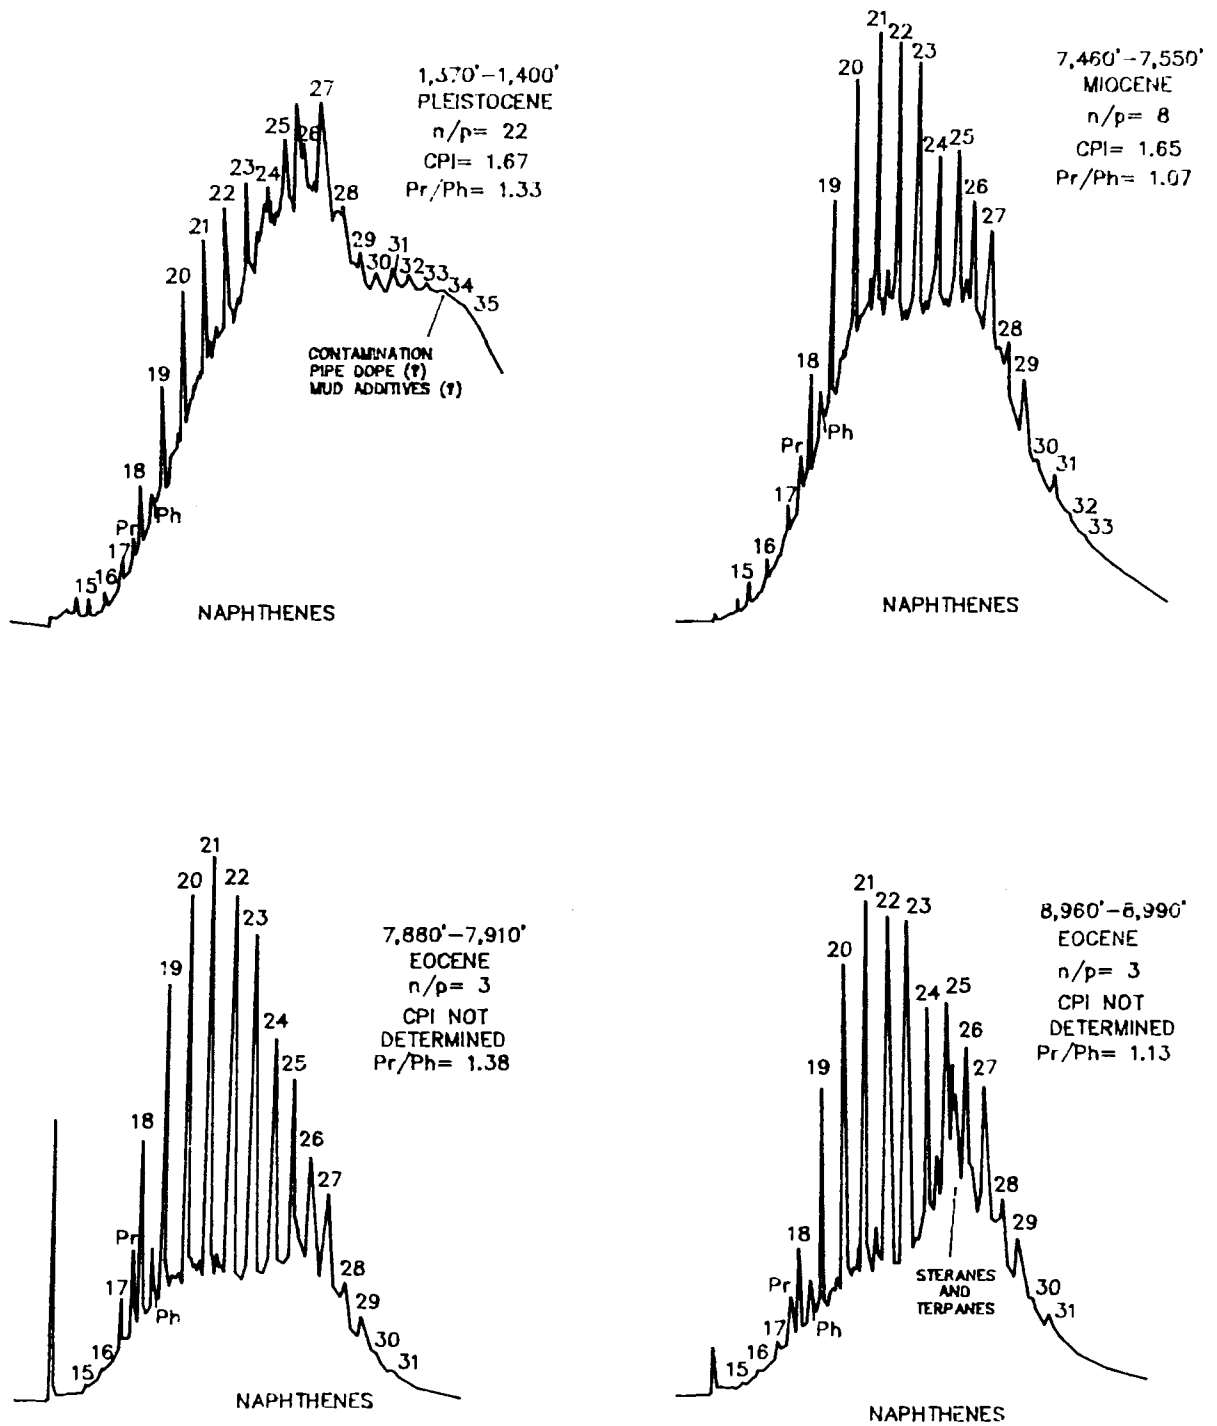 1,370'-1,400'
PLEISTOCENE
n/p= 22
CPI= 1.67
Pr/Ph= 1.33
15
16
17
Pr
18
Ph
19
20
21
22
23
24
25
26
27
28
29
30
31
32
33
34
35
CONTAMINATION
PIPE DOPE (?)
MUD ADDITIVES (?)
NAPHTHENES
7,460'-7,550'
MIOCENE
n/p= 8
CPI= 1.65
Pr/Ph= 1.07
15
16
17
Pr
18
Ph
19
20
21
22
23
24
25
26
27
28
29
30
31
32
33
NAPHTHENES
7,880'-7,910'
EOCENE
n/p= 3
CPI NOT
DETERMINED
Pr/Ph= 1.38
15
16
17
Pr
18
Ph
19
20
21
22
23
24
25
26
27
28
29
30
31
NAPHTHENES
8,960'-8,990'
EOCENE
n/p= 3
CPI NOT
DETERMINED
Pr/Ph= 1.13
15
16
17
Pr
18
Ph
19
20
21
22
23
24
25
26
27
28
29
30
31
STERANES
AND
TERPANES
NAPHTHENES